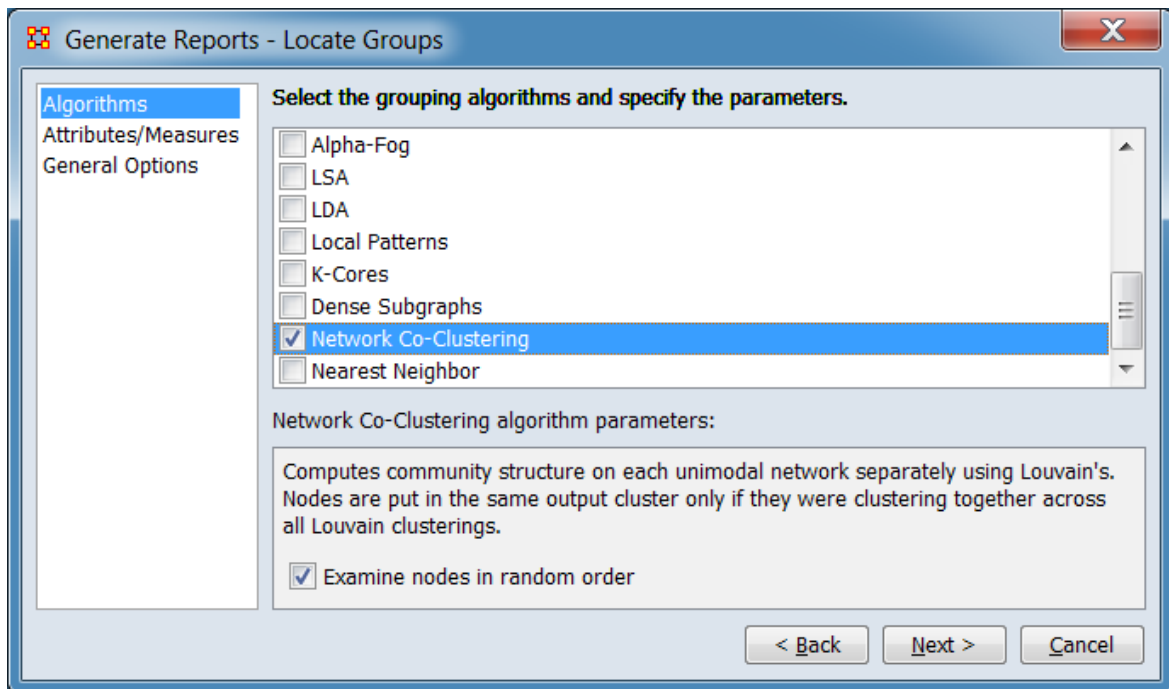 Generate Reports - Locate Groups
Algorithms
Attributes/Measures
General Options
Select the grouping algorithms and specify the parameters.
Alpha-Fog
LSA
LDA
Local Patterns
K-Cores
Dense Subgraphs
Network Co-Clustering
Nearest Neighbor
Network Co-Clustering algorithm parameters:
Computes community structure on each unimodal network separately using Louvain's.
Nodes are put in the same output cluster only if they were clustering together across
all Louvain clusterings.
Examine nodes in random order
< Back
Next >
Cancel